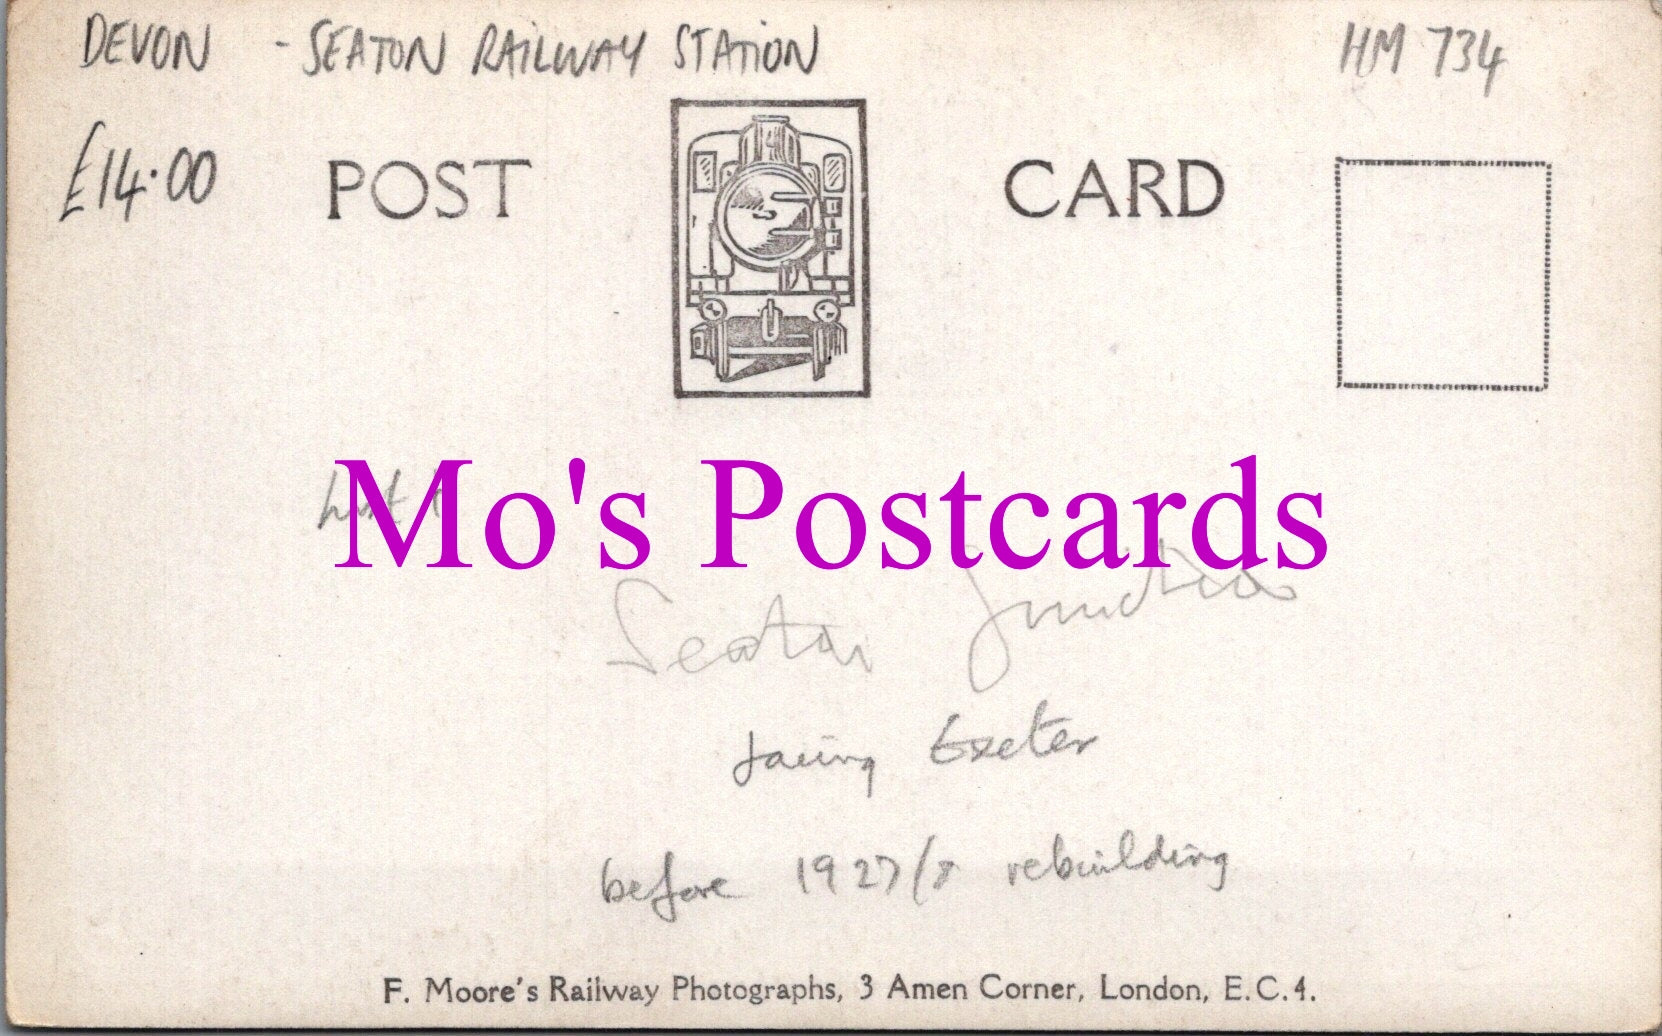 DEVON - SEATON RAILWAY STATION HM 734
£14.00
POST CARD
Mo's Postcards
Seaton Junction
facing Exeter
before 1927/8 rebuilding
F. Moore's Railway Photographs, 3 Amen Corner, London, E.C.4.